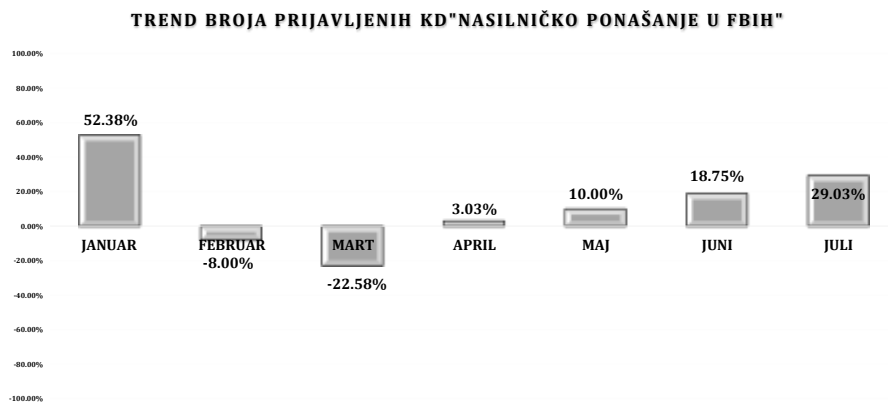 TREND BROJA PRIJAVLJENIH KD"NASILNIČKO PONAŠANJE U FBIH"
100.00%
80.00%
60.00%
40.00%
20.00%
0.00%
-20.00%
-40.00%
-60.00%
-80.00%
-100.00%
52.38%
-8.00%
-22.58%
3.03%
10.00%
18.75%
29.03%
JANUAR
FEBRUAR
MART
APRIL
MAJ
JUNI
JULI